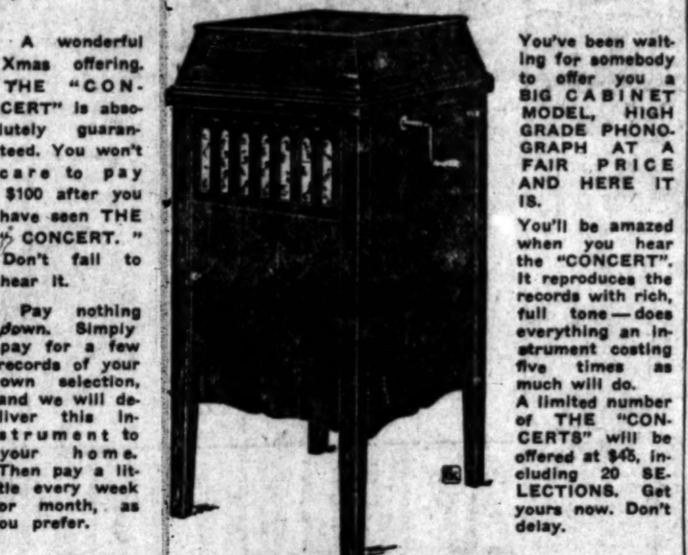 A wonderful
Xmas offering.
THE "CON-
CERT" is abso-
lutely guaran-
teed. You won't
care to pay
$100 after you
have seen THE
" CONCERT. "
Don't fail to
hear it.
Pay nothing
down. Simply
pay for a few
records of your
own selection,
and we will de-
liver this in-
strument to
your home.
Then pay a lit-
tle every week
or month, as
you prefer.
You've been wait-
ing for somebody
to offer you a
BIG CABINET
MODEL, HIGH
GRADE PHONO-
GRAPH AT A
FAIR PRICE
AND HERE IT
IS.
You'll be amazed
when you hear
the "CONCERT".
It reproduces the
records with rich,
full tone—does
everything an in-
strument costing
five times as
much will do.
A limited number
of THE "CON-
CERTS" will be
offered at $45, in-
cluding 20 SE-
LECTIONS. Get
yours now. Don't
delay.